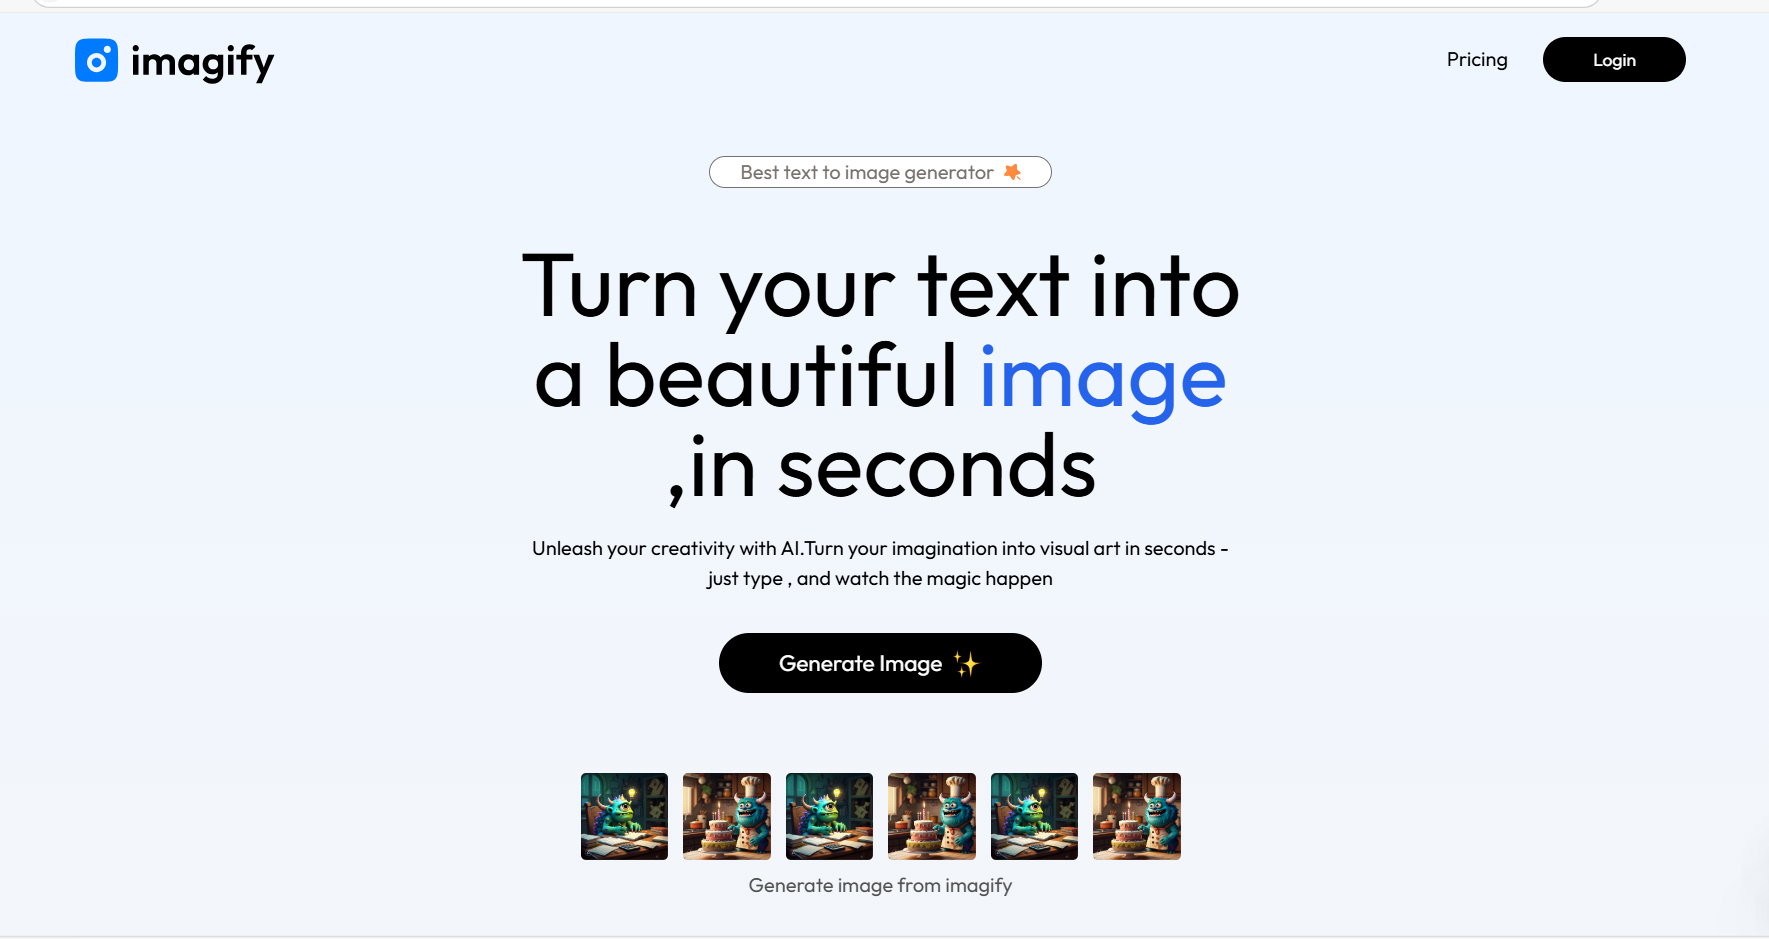 imagify
Pricing
Login
Best text to image generator
Turn your text into
a beautiful image
,in seconds
Unleash your creativity with AI.Turn your imagination into visual art in seconds -
just type , and watch the magic happen
Generate Image
Generate image from imagify